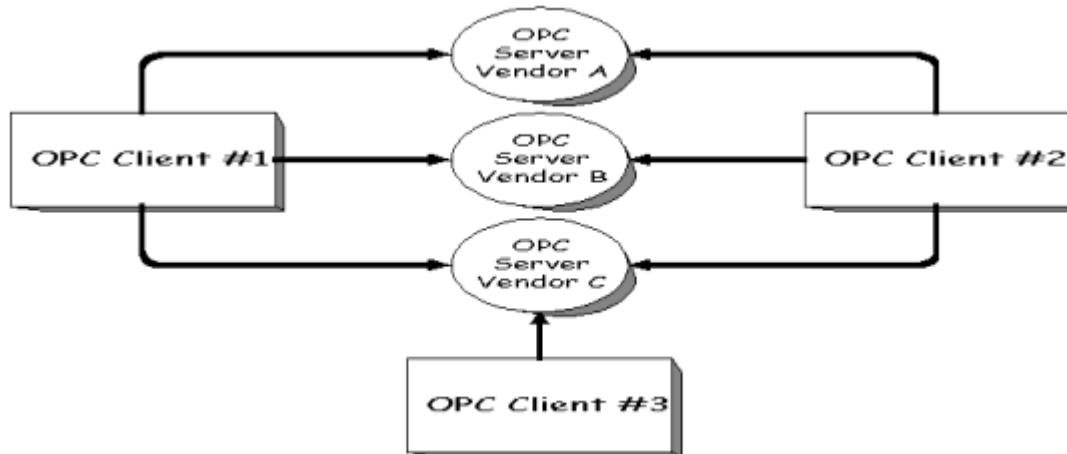 OPC
Server
Vendor A
OPC Client #1
OPC
Server
Vendor B
OPC Client #2
OPC
Server
Vendor C
OPC Client #3